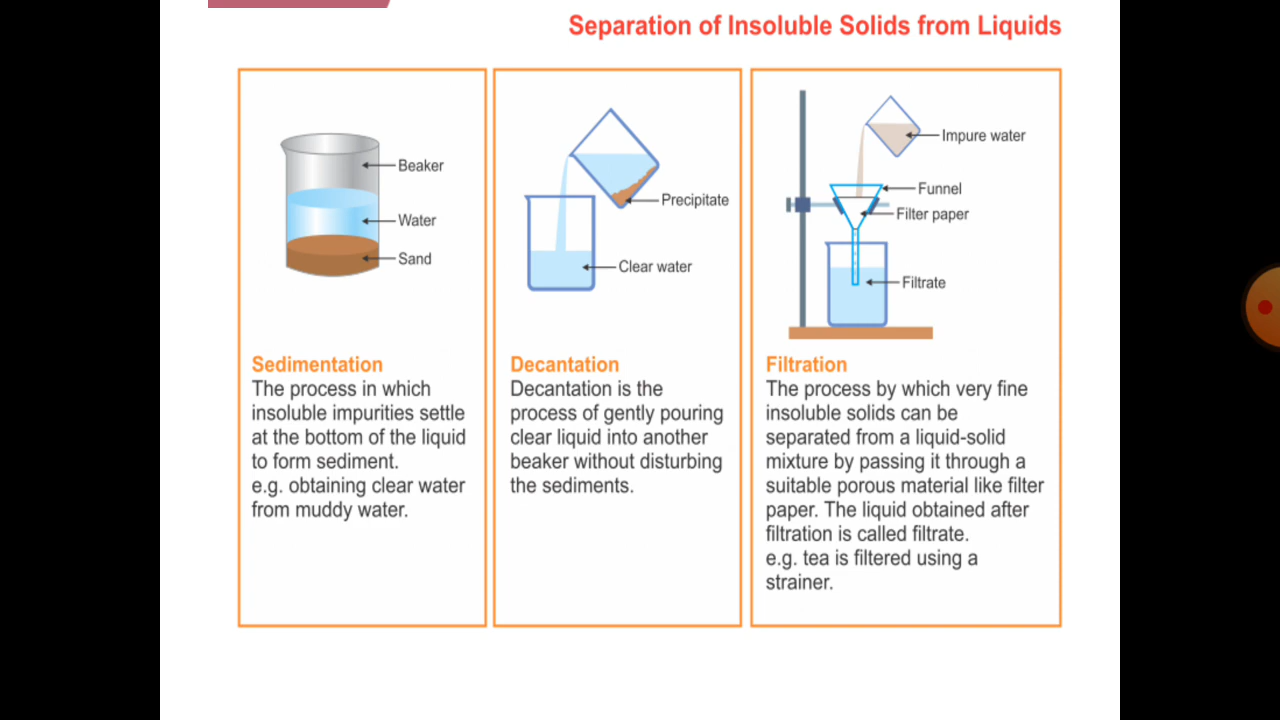 Separation of Insoluble Solids from Liquids
Beaker
Water
Sand
Sedimentation
The process in which
insoluble impurities settle
at the bottom of the liquid
to form sediment.
e.g. obtaining clear water
from muddy water.
Precipitate
Clear water
Decantation
Decantation is the
process of gently pouring
clear liquid into another
beaker without disturbing
the sediments.
Impure water
Funnel
Filter paper
Filtrate
Filtration
The process by which very fine
insoluble solids can be
separated from a liquid-solid
mixture by passing it through a
suitable porous material like filter
paper. The liquid obtained after
filtration is called filtrate.
e.g. tea is filtered using a
strainer.